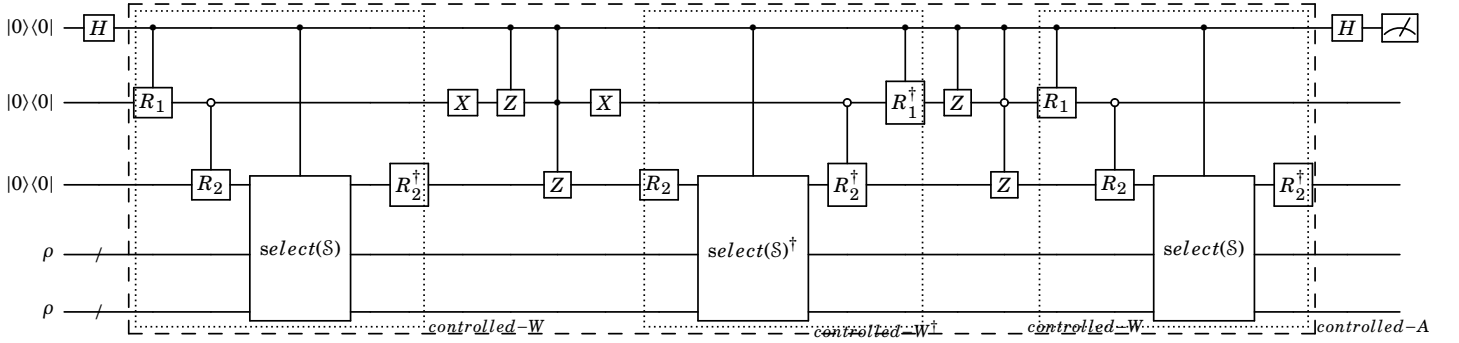 |0⟩⟨0| H H
|0⟩⟨0| R₁ X Z X R₁† Z R₁
|0⟩⟨0| R₂ R₂† Z R₂ R₂† Z R₂ R₂†
ρ / select(S) select(S)† select(S)
ρ /
controlled–W controlled–W† controlled–W controlled–A